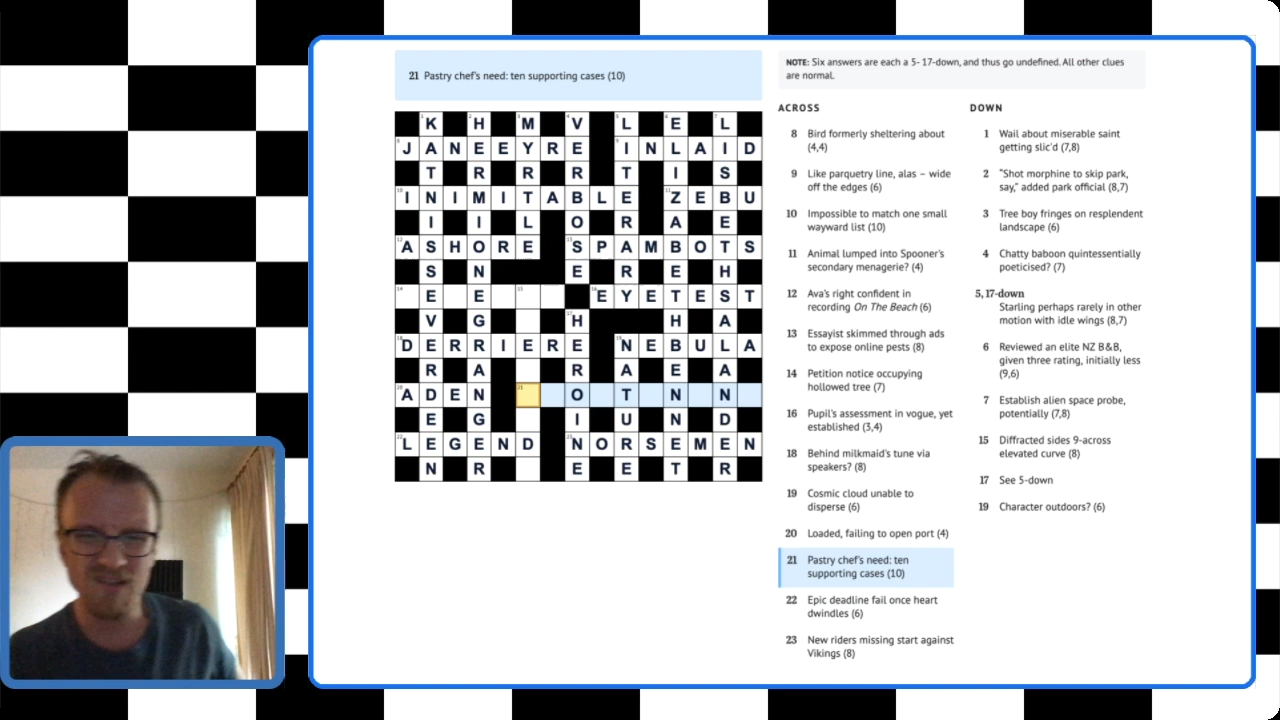 21 Pastry chef's need: ten supporting cases (10)
NOTE: Six answers are each a 5- 17-down, and thus go undefined. All other clues
are normal.
ACROSS
8 Bird formerly sheltering about
(4,4)
9 Like parquetry line, alas – wide
off the edges (6)
10 Impossible to match one small
wayward list (10)
11 Animal lumped into Spooner's
secondary menagerie? (4)
12 Ava's right confident in
recording On The Beach (6)
13 Essayist skimmed through ads
to expose online pests (8)
14 Petition notice occupying
hollowed tree (7)
16 Pupil's assessment in vogue, yet
established (3,4)
18 Behind milkmaid's tune via
speakers? (8)
19 Cosmic cloud unable to
disperse (6)
20 Loaded, failing to open port (4)
21 Pastry chef's need: ten
supporting cases (10)
22 Epic deadline fail once heart
dwindles (6)
23 New riders missing start against
Vikings (8)
DOWN
1 Wail about miserable saint
getting slic'd (7,8)
2 "Shot morphine to skip park,
say," added park official (8,7)
3 Tree boy fringes on resplendent
landscape (6)
4 Chatty baboon quintessentially
poeticised? (7)
5, 17-down
Starling perhaps rarely in other
motion with idle wings (8,7)
6 Reviewed an elite NZ B&B,
given three rating, initially less
(9,6)
7 Establish alien space probe,
potentially (7,8)
15 Diffracted sides 9-across
elevated curve (8)
17 See 5-down
19 Character outdoors? (6)
K H M V L E L
J A N E E Y R E I N L A I D
T R R R T I S
I N I M I T A B L E Z E B U
I I L O R A E
A S H O R E S P A M B O T S
S N E R E H
E E E Y E T E S T
V G H H A
D E R R I E R E N E B U L A
R A R A E A
A D E N O T N N
E G I U N D
L E G E N D N O R S E M E N
N R E E T R